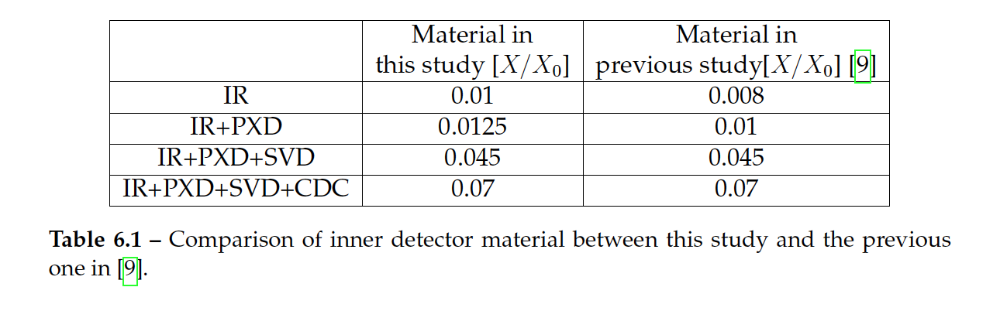 Material in
this study [X/X₀]
Material in
previous study[X/X₀] [9]
IR 0.01 0.008
IR+PXD 0.0125 0.01
IR+PXD+SVD 0.045 0.045
IR+PXD+SVD+CDC 0.07 0.07
Table 6.1 – Comparison of inner detector material between this study and the previous
one in [9].